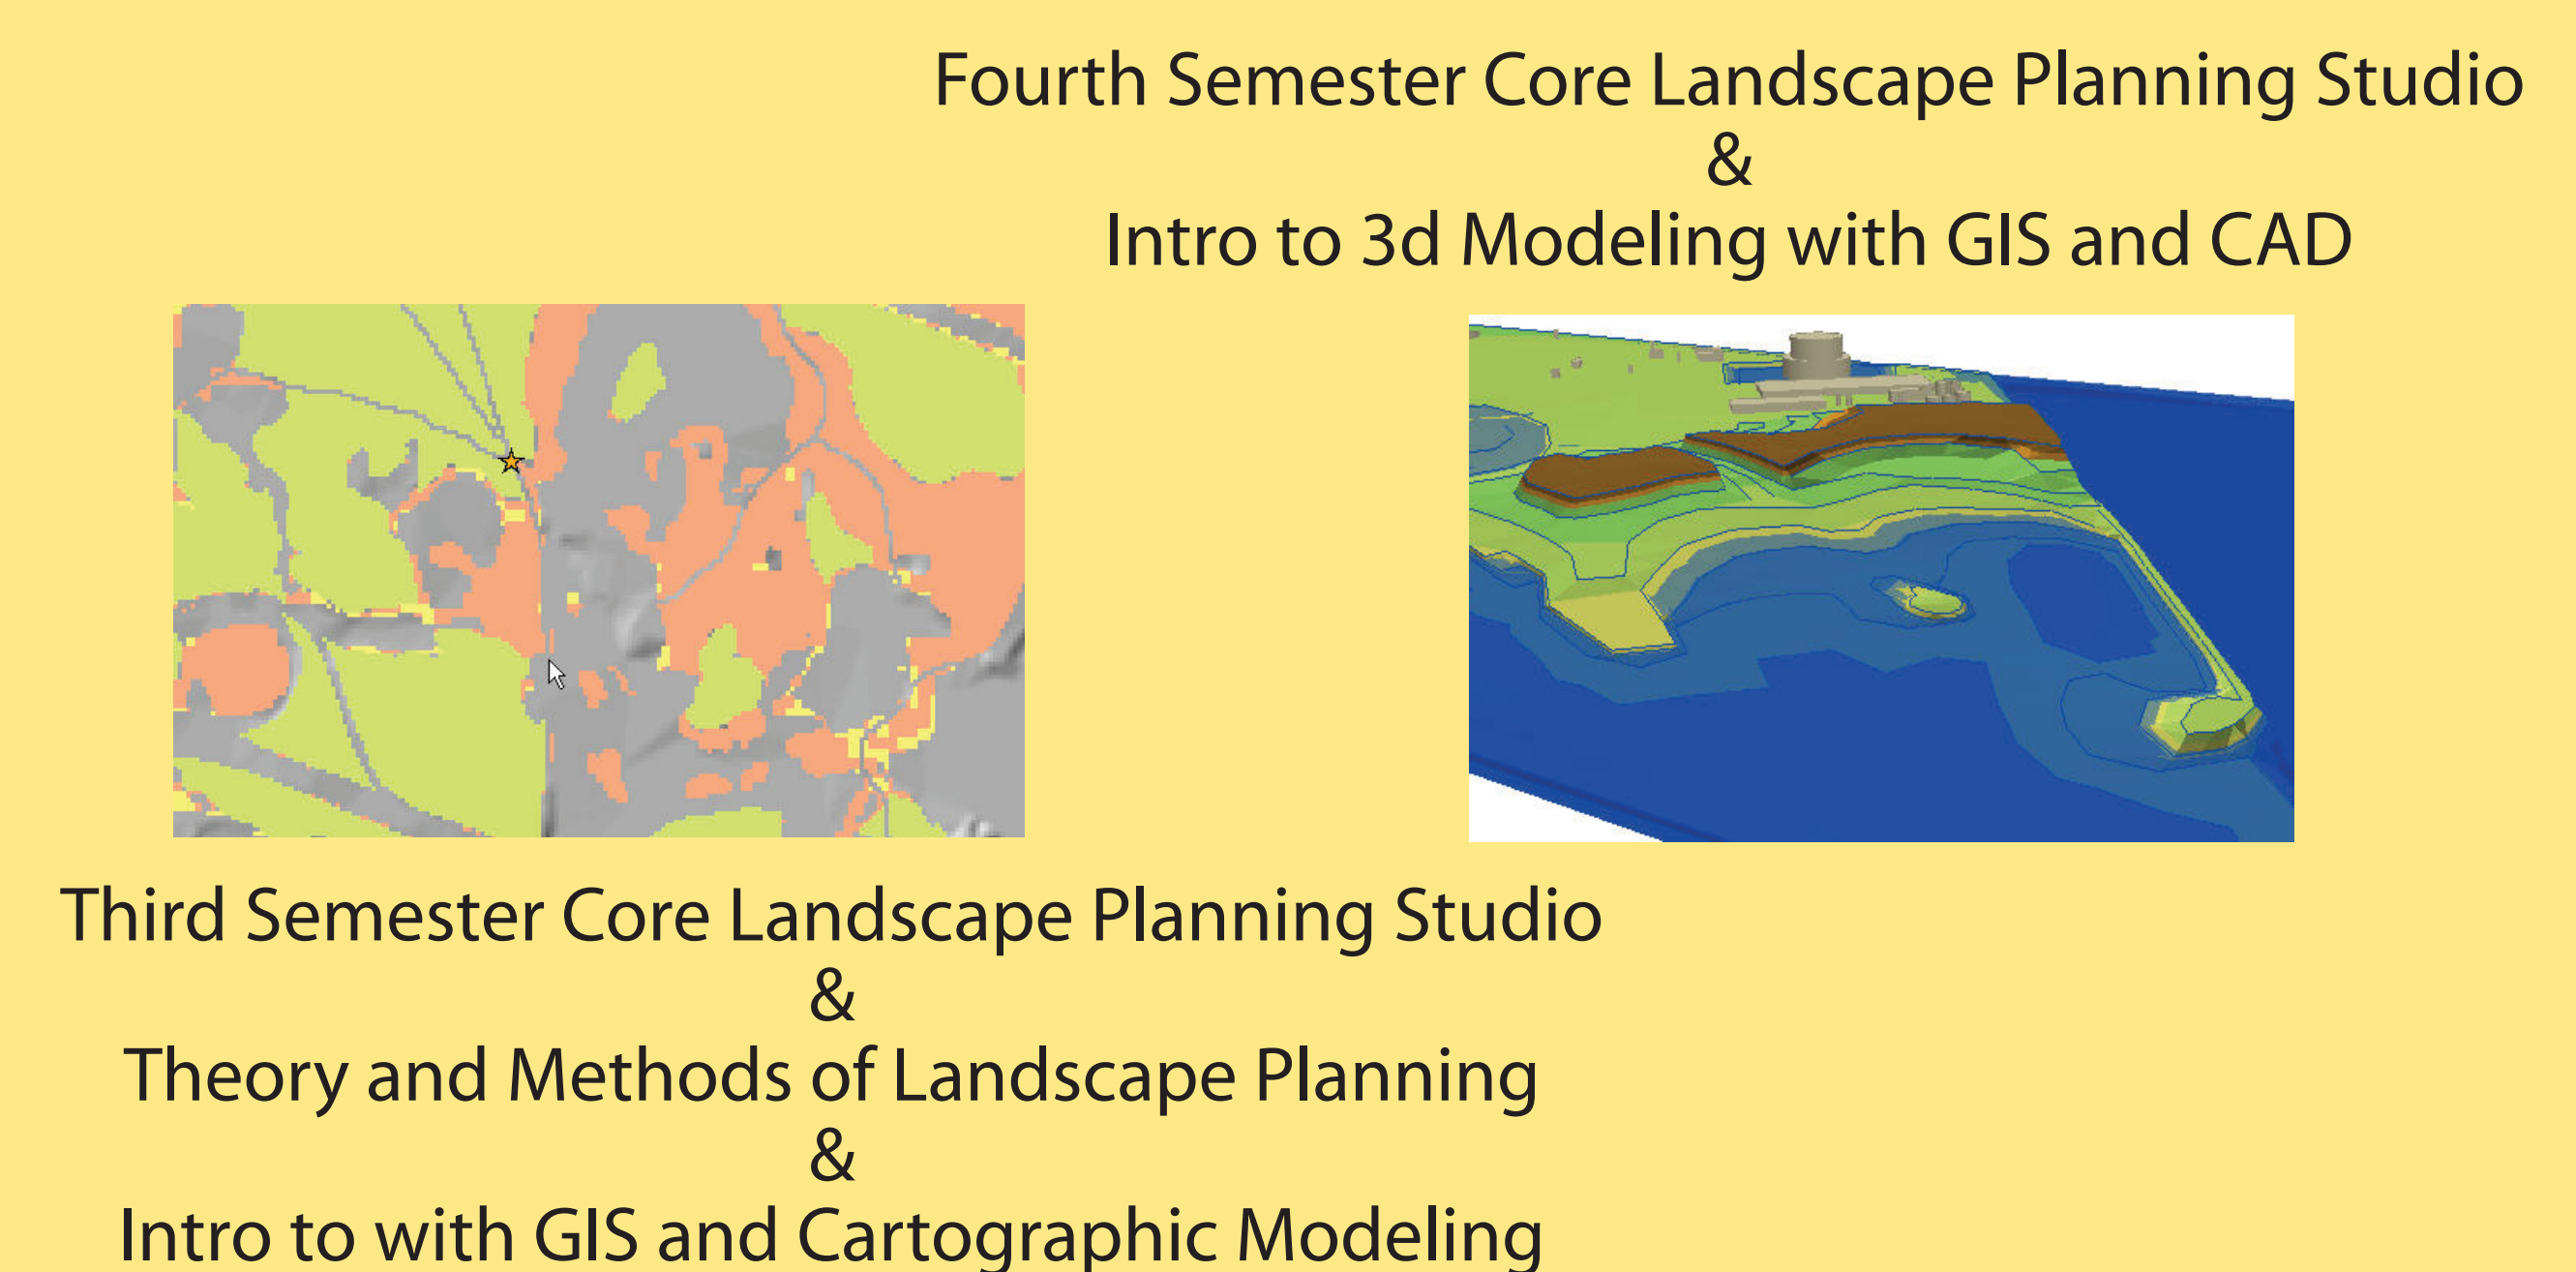 Fourth Semester Core Landscape Planning Studio
&
Intro to 3d Modeling with GIS and CAD
Third Semester Core Landscape Planning Studio
&
Theory and Methods of Landscape Planning
&
Intro to with GIS and Cartographic Modeling